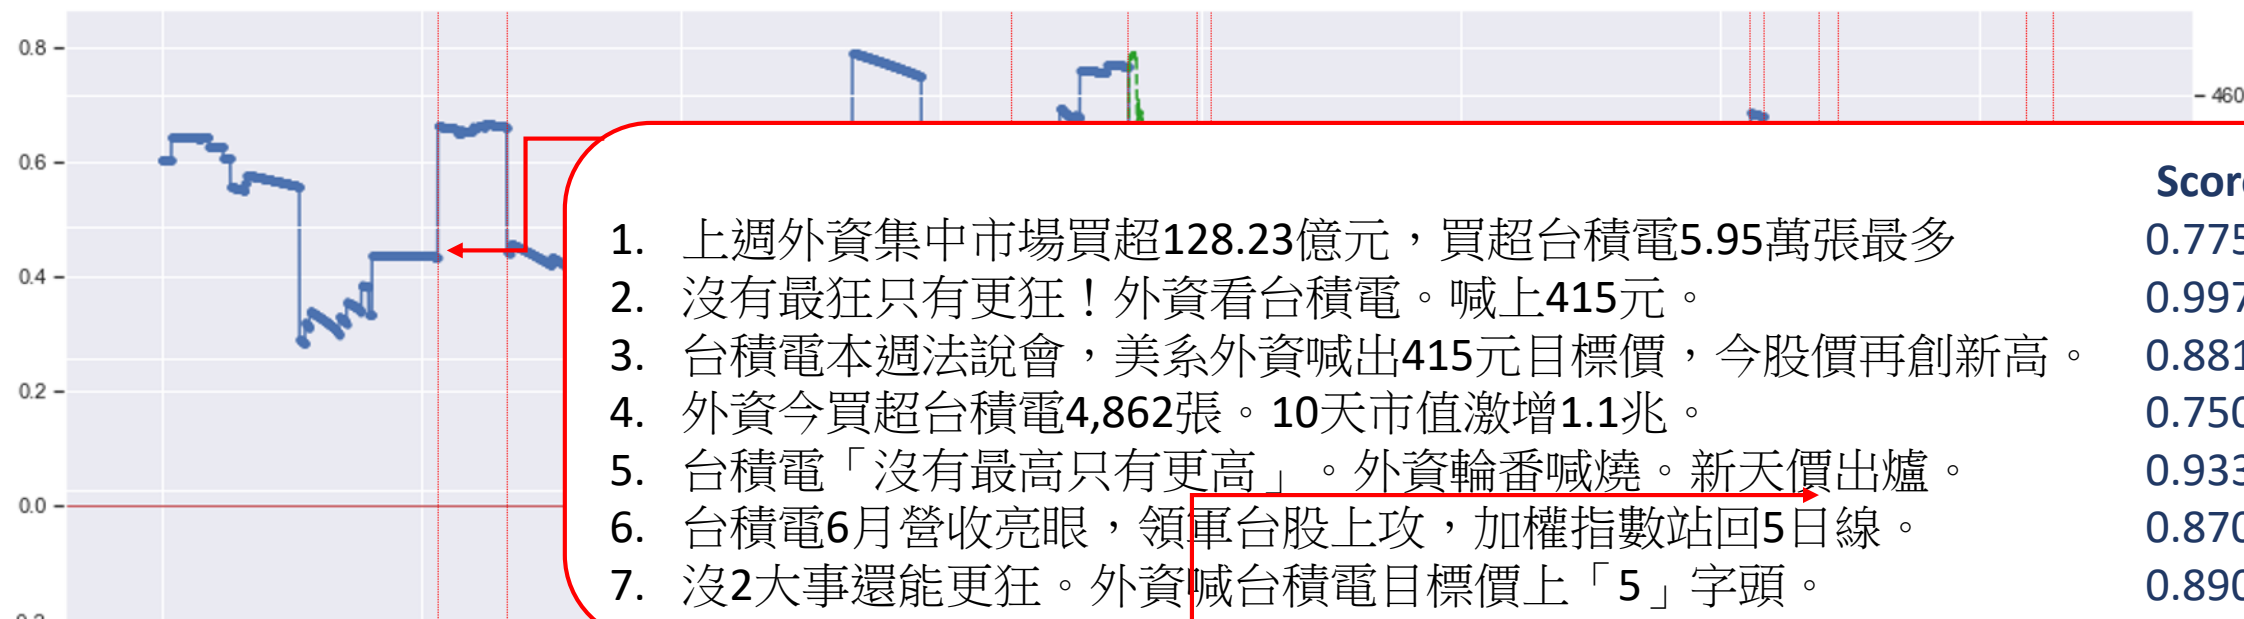 0.8
460
0.6
Score
1. 上週外資集中市場買超128.23億元，買超台積電5.95萬張最多 0.775
2. 沒有最狂只有更狂！外資看台積電。喊上415元。 0.997
0.4
3. 台積電本週法說會，美系外資喊出415元目標價，今股價再創新高。 0.881
0.2
4. 外資今買超台積電4,862張。10天市值激增1.1兆。 0.750
5. 台積電「沒有最高只有更高」。外資輪番喊燒。新天價出爐。 0.933
0.0
6. 台積電6月營收亮眼，領軍台股上攻，加權指數站回5日線。 0.870
7. 沒2大事還能更狂。外資喊台積電目標價上「5」字頭。 0.890